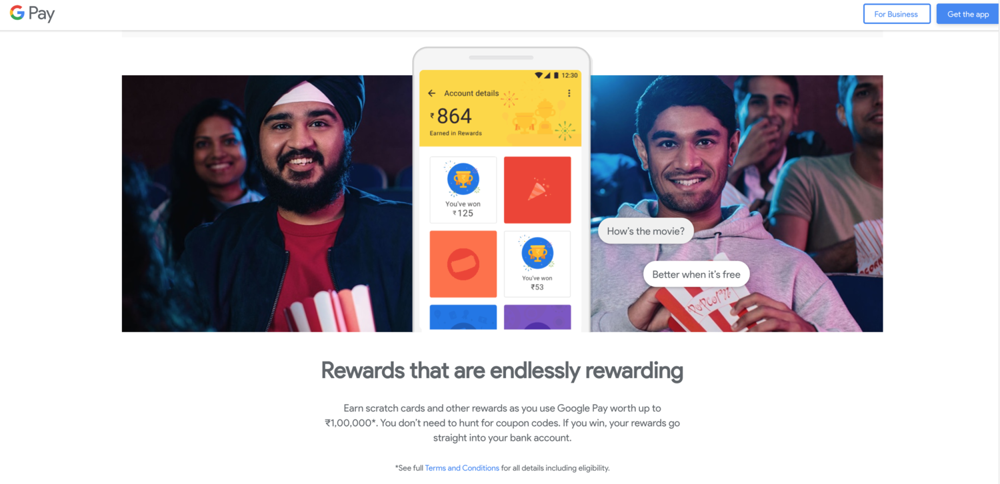 G Pay
For Business
Get the app
12:30
Account details
₹ 864
Earned in Rewards
You've won
₹ 125
You've won
₹53
How's the movie?
Better when it's free
POPCORN
Rewards that are endlessly rewarding
Earn scratch cards and other rewards as you use Google Pay worth up to
₹1,00,000*. You don't need to hunt for coupon codes. If you win, your rewards go
straight into your bank account.
*See full Terms and Conditions for all details including eligibility.